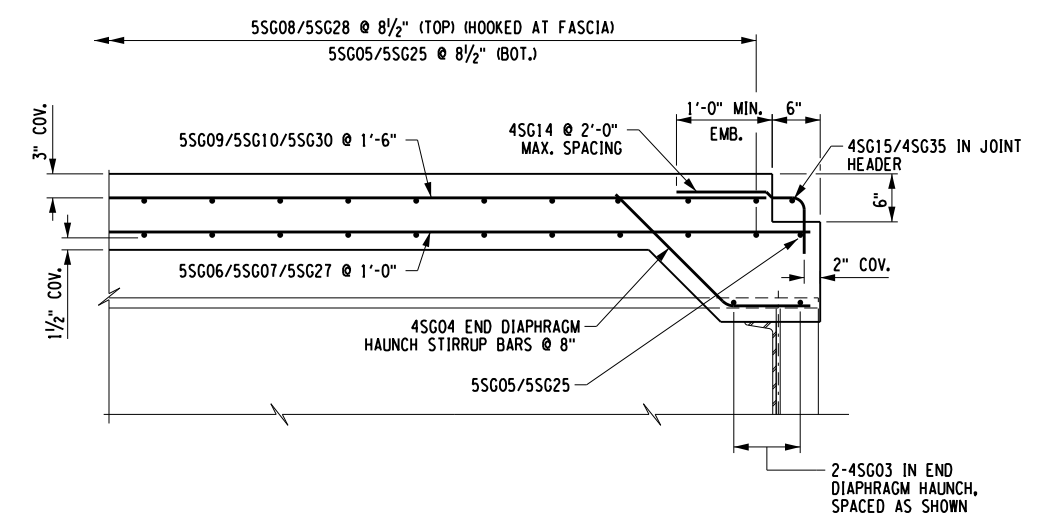 5SG08/5SG28 @ 8½" (TOP) (HOOKED AT FASCIA)
5SG05/5SG25 @ 8½" (BOT.)
3" COV.
5SG09/5SG10/5SG30 @ 1'-6"
4SG14 @ 2'-0"
MAX. SPACING
1'-0" MIN.
EMB.
6"
4SG15/4SG35 IN JOINT
HEADER
6"
5SG06/5SG07/5SG27 @ 1'-0"
1½" COV.
2" COV.
4SG04 END DIAPHRAGM
HAUNCH STIRRUP BARS @ 8"
5SG05/5SG25
2-4SG03 IN END
DIAPHRAGM HAUNCH,
SPACED AS SHOWN